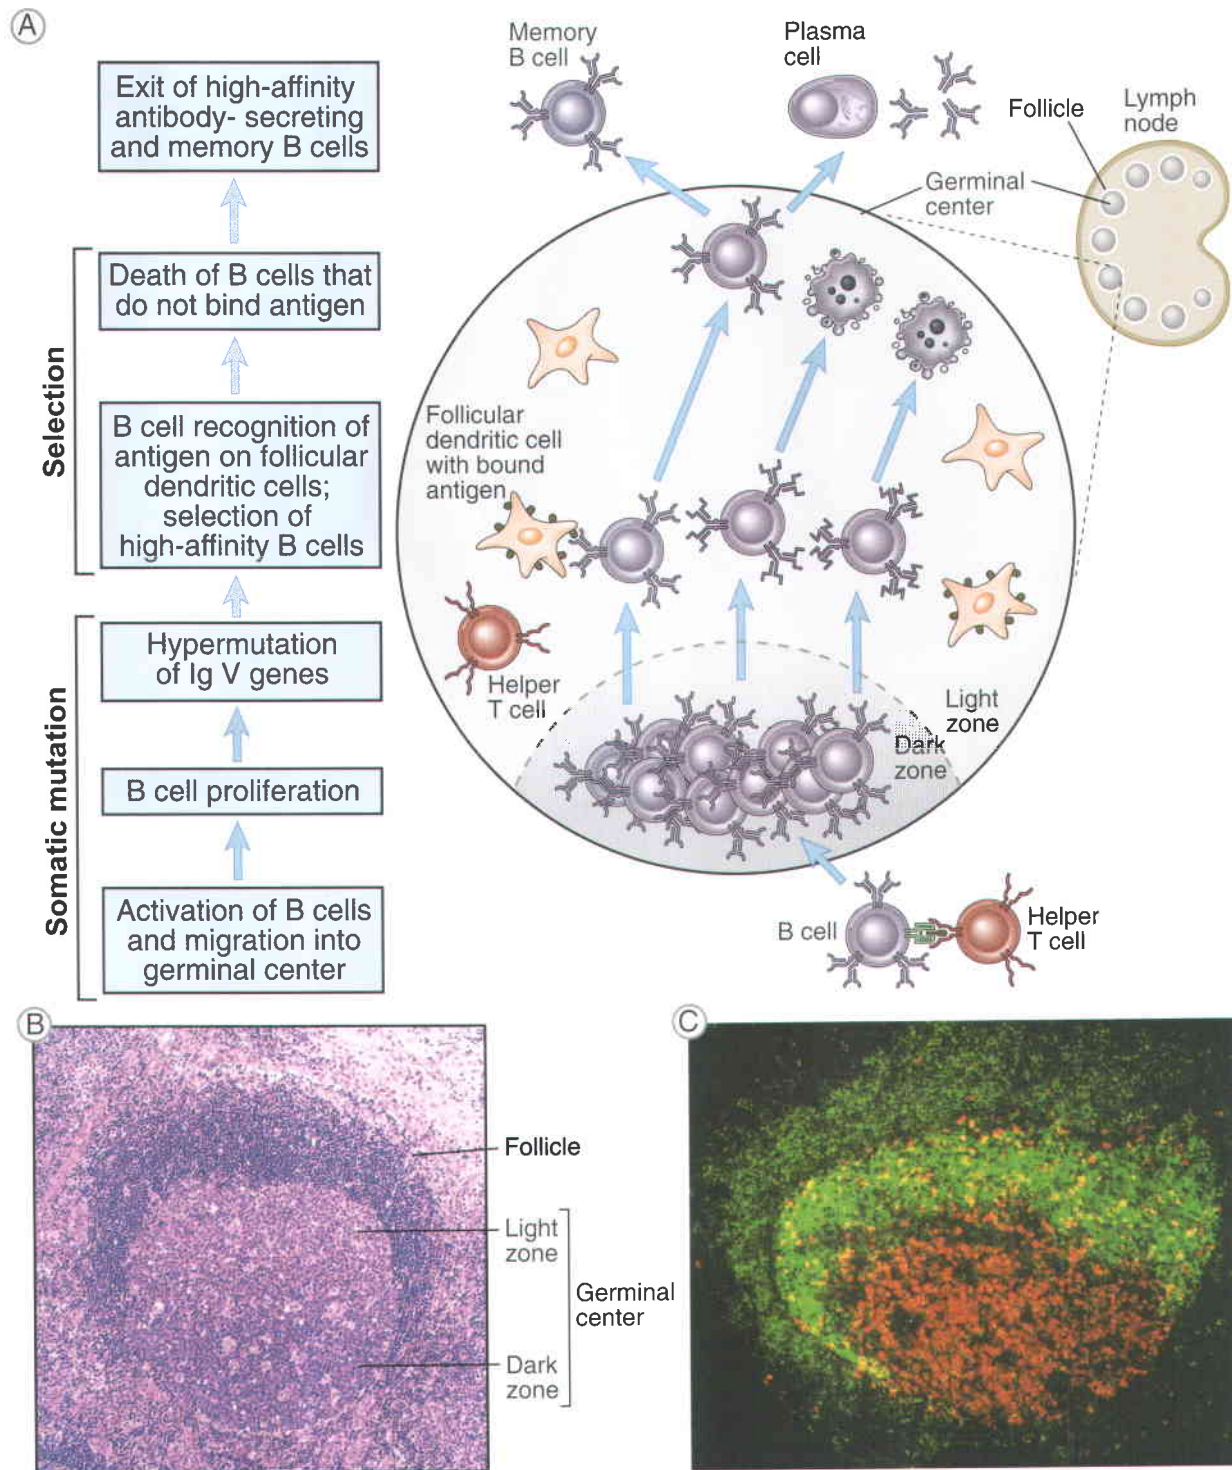 A
Exit of high-affinity
antibody- secreting
and memory B cells
Death of B cells that
do not bind antigen
B cell recognition of
antigen on follicular
dendritic cells;
selection of
high-affinity B cells
Selection
Hypermutation
of Ig V genes
B cell proliferation
Activation of B cells
and migration into
germinal center
Somatic mutation
Memory
B cell
Plasma
cell
Follicle
Lymph
node
Germinal
center
Follicular
dendritic cell
with bound
antigen
Helper
T cell
Light
zone
Dark
zone
B cell
Helper
T cell
B
Follicle
Light
zone
Germinal
center
Dark
zone
C